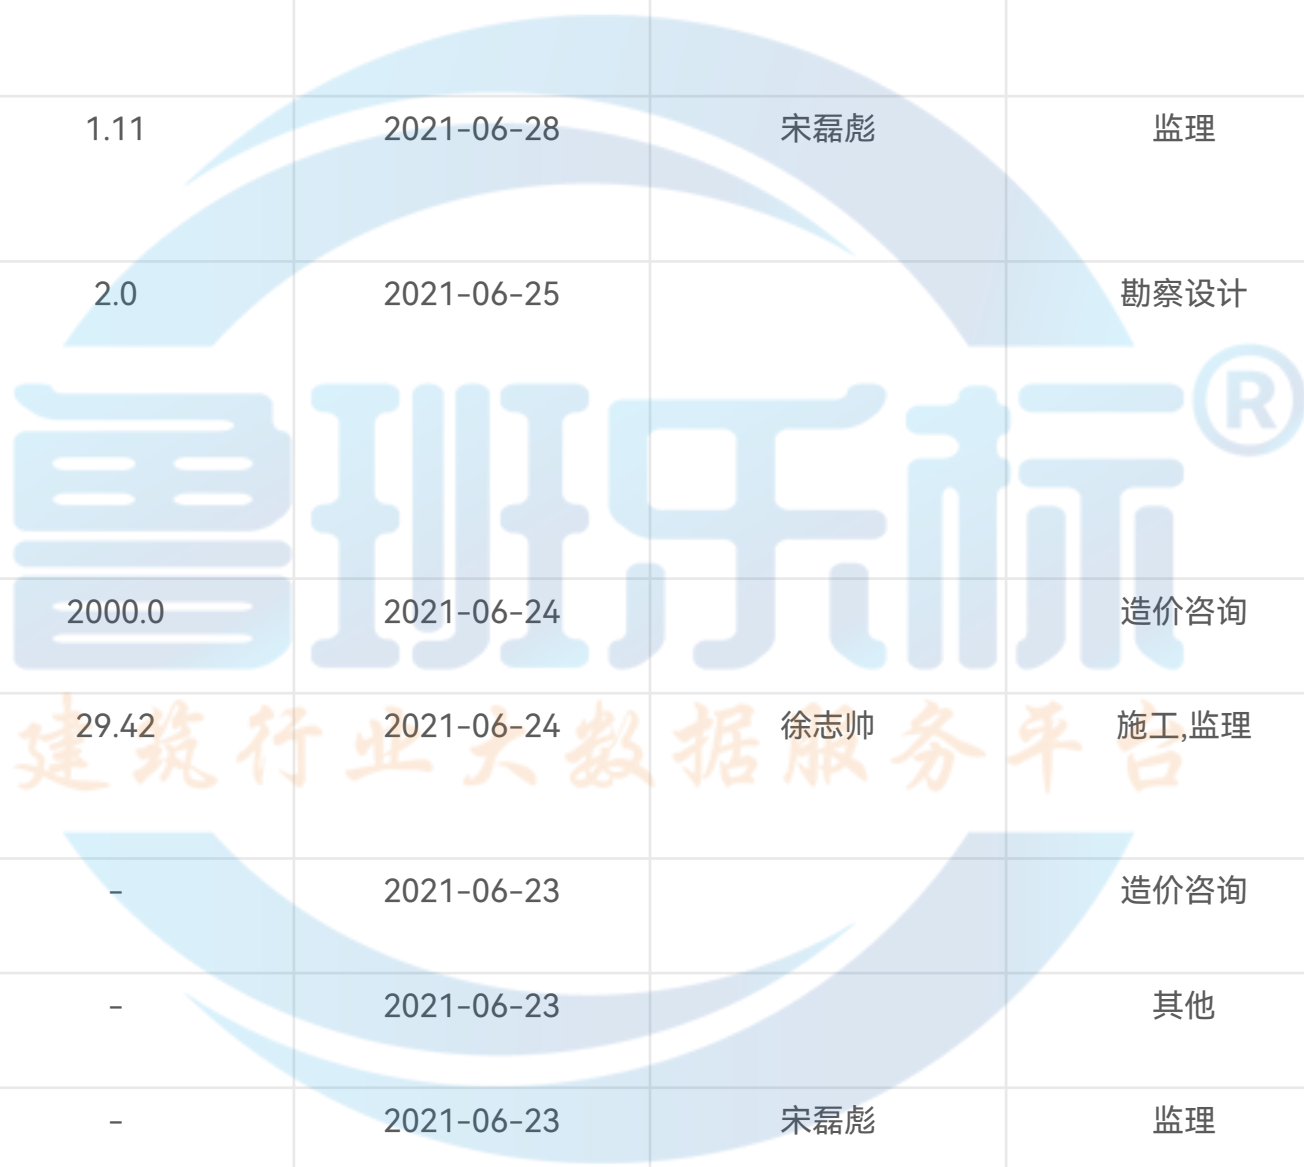 1.11 2021-06-28 宋磊彪 监理
2.0 2021-06-25 勘察设计
®
鲁班乐标
2000.0 2021-06-24 造价咨询
29.42 2021-06-24 徐志帅 施工,监理
建筑行业大数据服务平台
- 2021-06-23 造价咨询
- 2021-06-23 其他
- 2021-06-23 宋磊彪 监理